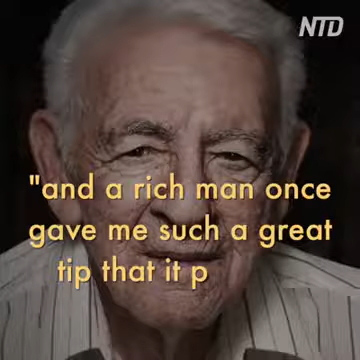 NTD
"and a rich man once
gave me such a great
tip that it p